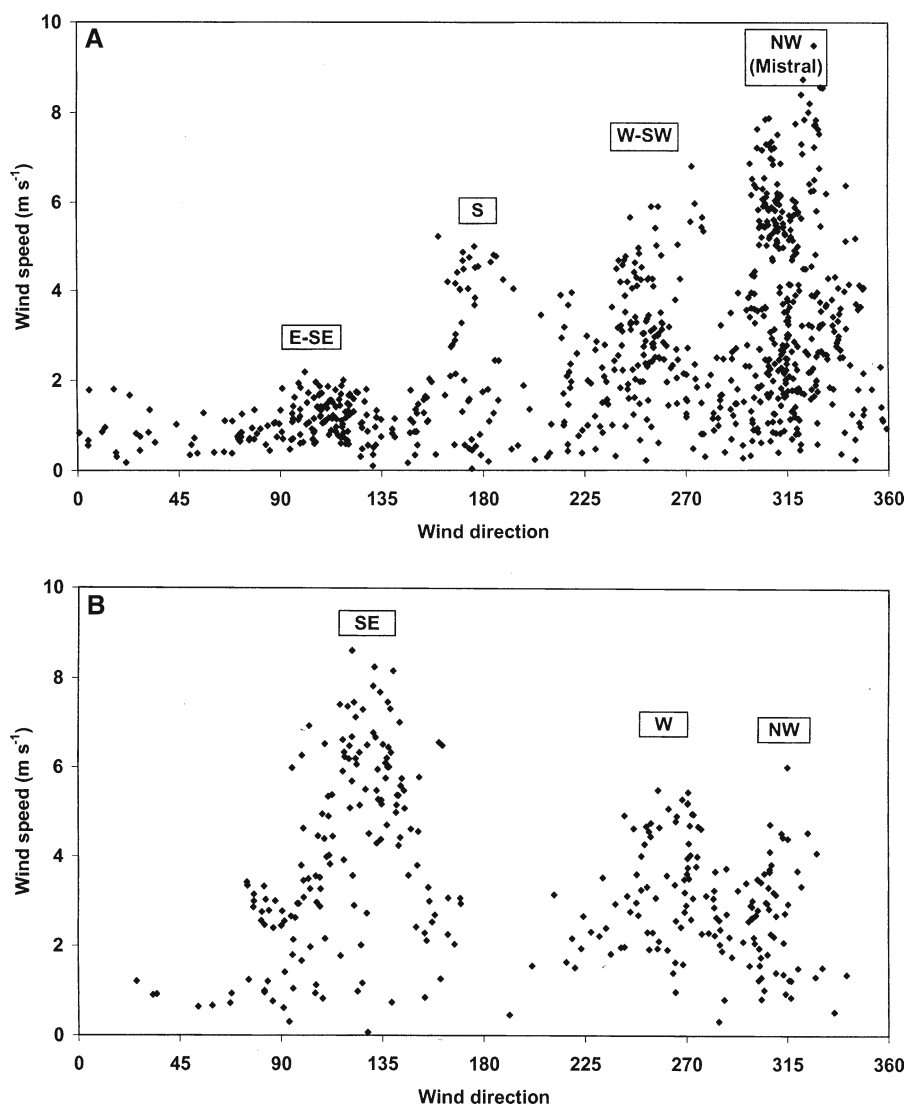 A
10
8
6
4
2
0
Wind speed (m s-1)
E-SE
S
W-SW
NW
(Mistral)
0 45 90 135 180 225 270 315 360
Wind direction
B
10
8
6
4
2
0
Wind speed (m s-1)
SE
W
NW
0 45 90 135 180 225 270 315 360
Wind direction